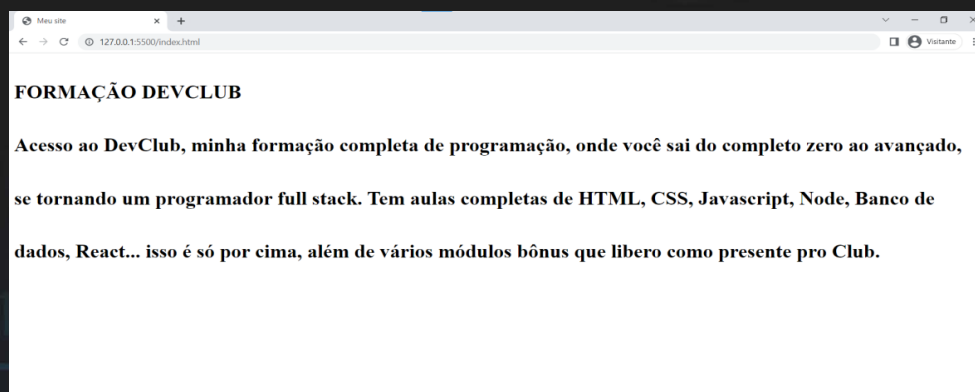 Meu site
127.0.0.1:5500/index.html
Visitante
FORMAÇÃO DEVCLUB
Acesso ao DevClub, minha formação completa de programação, onde você sai do completo zero ao avançado,
se tornando um programador full stack. Tem aulas completas de HTML, CSS, Javascript, Node, Banco de
dados, React... isso é só por cima, além de vários módulos bônus que libero como presente pro Club.